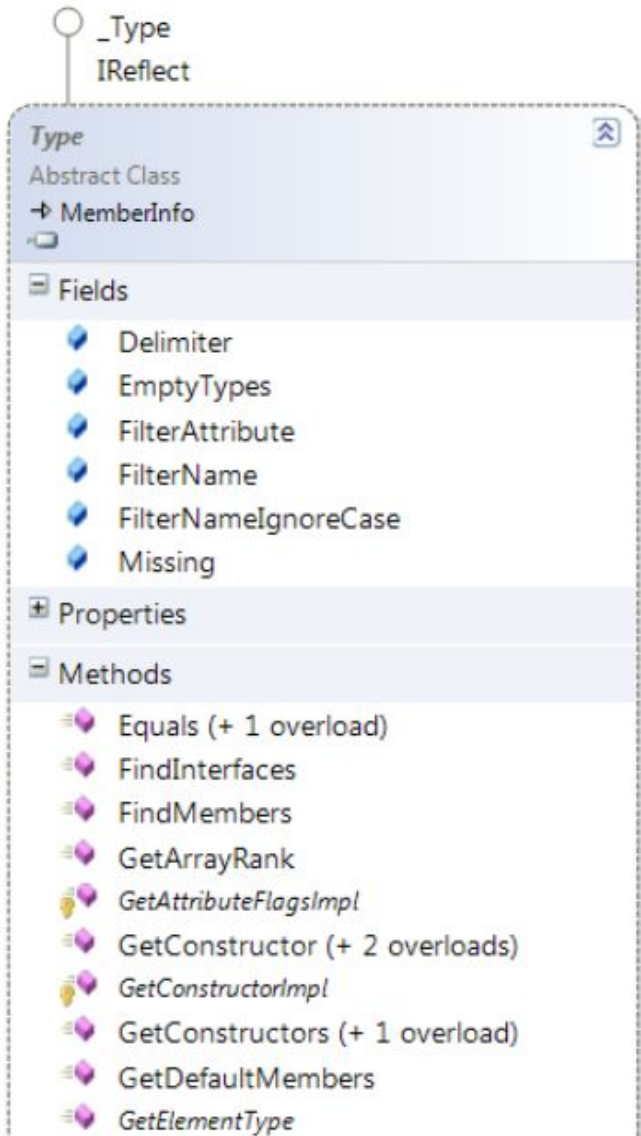 _Type
IReflect
Type
Abstract Class
MemberInfo
Fields
Delimiter
EmptyTypes
FilterAttribute
FilterName
FilterNameIgnoreCase
Missing
Properties
Methods
Equals (+ 1 overload)
FindInterfaces
FindMembers
GetArrayRank
GetAttributeFlagsImpl
GetConstructor (+ 2 overloads)
GetConstructorImpl
GetConstructors (+ 1 overload)
GetDefaultMembers
GetElementType